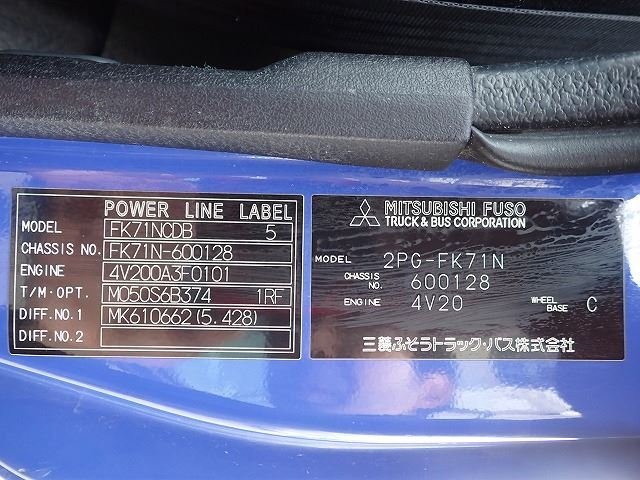 POWER LINE LABEL
MODEL FK71NCDB 5
CHASSIS NO. FK71N-600128
ENGINE 4V200A3F0101
T/M・OPT. M050S6B374 1RF
DIFF.NO.1 MK610662(5.428)
DIFF.NO.2
MITSUBISHI FUSO
TRUCK & BUS CORPORATION
MODEL 2PG-FK71N
CHASSIS NO. 600128
ENGINE 4V20 WHEEL BASE C
三菱ふそうトラック・バス株式会社